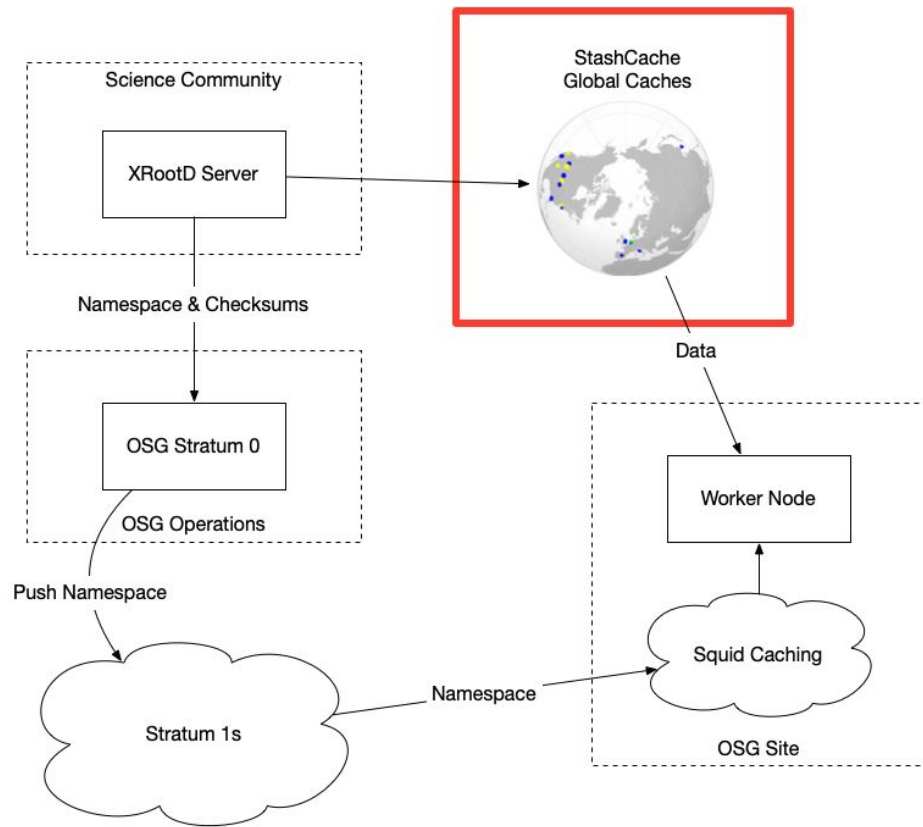 Science Community
XRootD Server
StashCache
Global Caches
Namespace & Checksums
Data
OSG Stratum 0
OSG Operations
Worker Node
Push Namespace
Squid Caching
Namespace
Stratum 1s
OSG Site